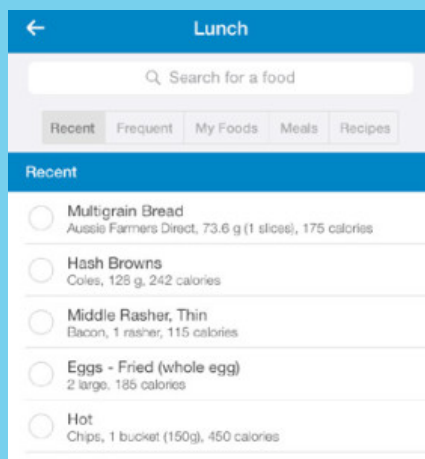 Lunch
Search for a food
Recent Frequent My Foods Meals Recipes
Recent
Multigrain Bread
Aussie Farmers Direct, 73.6 g (1 slices), 175 calories
Hash Browns
Coles, 128 g, 242 calories
Middle Rasher, Thin
Bacon, 1 rasher, 115 calories
Eggs - Fried (whole egg)
2 large, 185 calories
Hot
Chips, 1 bucket (150g), 450 calories